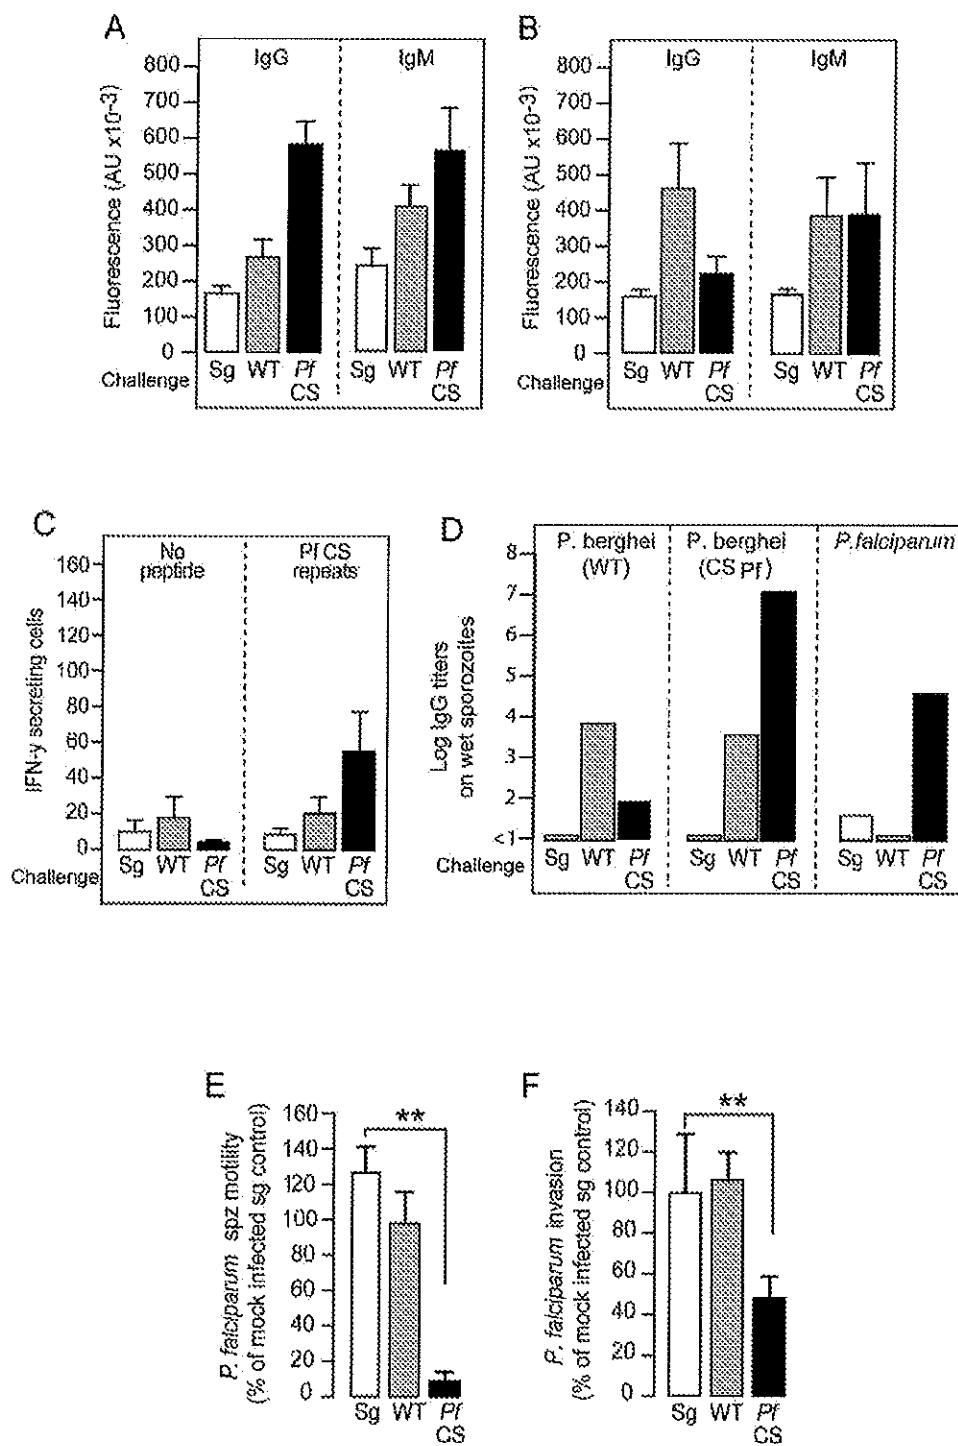 A
IgG
IgM
Fluorescence (AU x10-3)
800
700
600
500
400
300
200
100
0
Challenge
Sg
WT
Pf
CS
Sg
WT
Pf
CS
B
IgG
IgM
Fluorescence (AU x10-3)
800
700
600
500
400
300
200
100
0
Challenge
Sg
WT
Pf
CS
Sg
WT
Pf
CS
C
No
peptide
Pf CS
repeats
IFN-γ secreting cells
160
140
120
100
80
60
40
20
0
Challenge
Sg
WT
Pf
CS
Sg
WT
Pf
CS
D
P. berghei
(WT)
P. berghei
(CS Pf)
P.falciparum
Log IgG titers
on wet sporozoites
8
7
6
5
4
3
2
<1
Challenge
Sg
WT
Pf
CS
Sg
WT
Pf
CS
Sg
WT
Pf
CS
E
P. falciparum spz motility
(% of mock infected sg control)
160
140
120
100
80
60
40
20
0
**
Sg
WT
Pf
CS
F
P. falciparum invasion
(% of mock infected sg control)
140
120
100
80
60
40
20
0
**
Sg
WT
Pf
CS